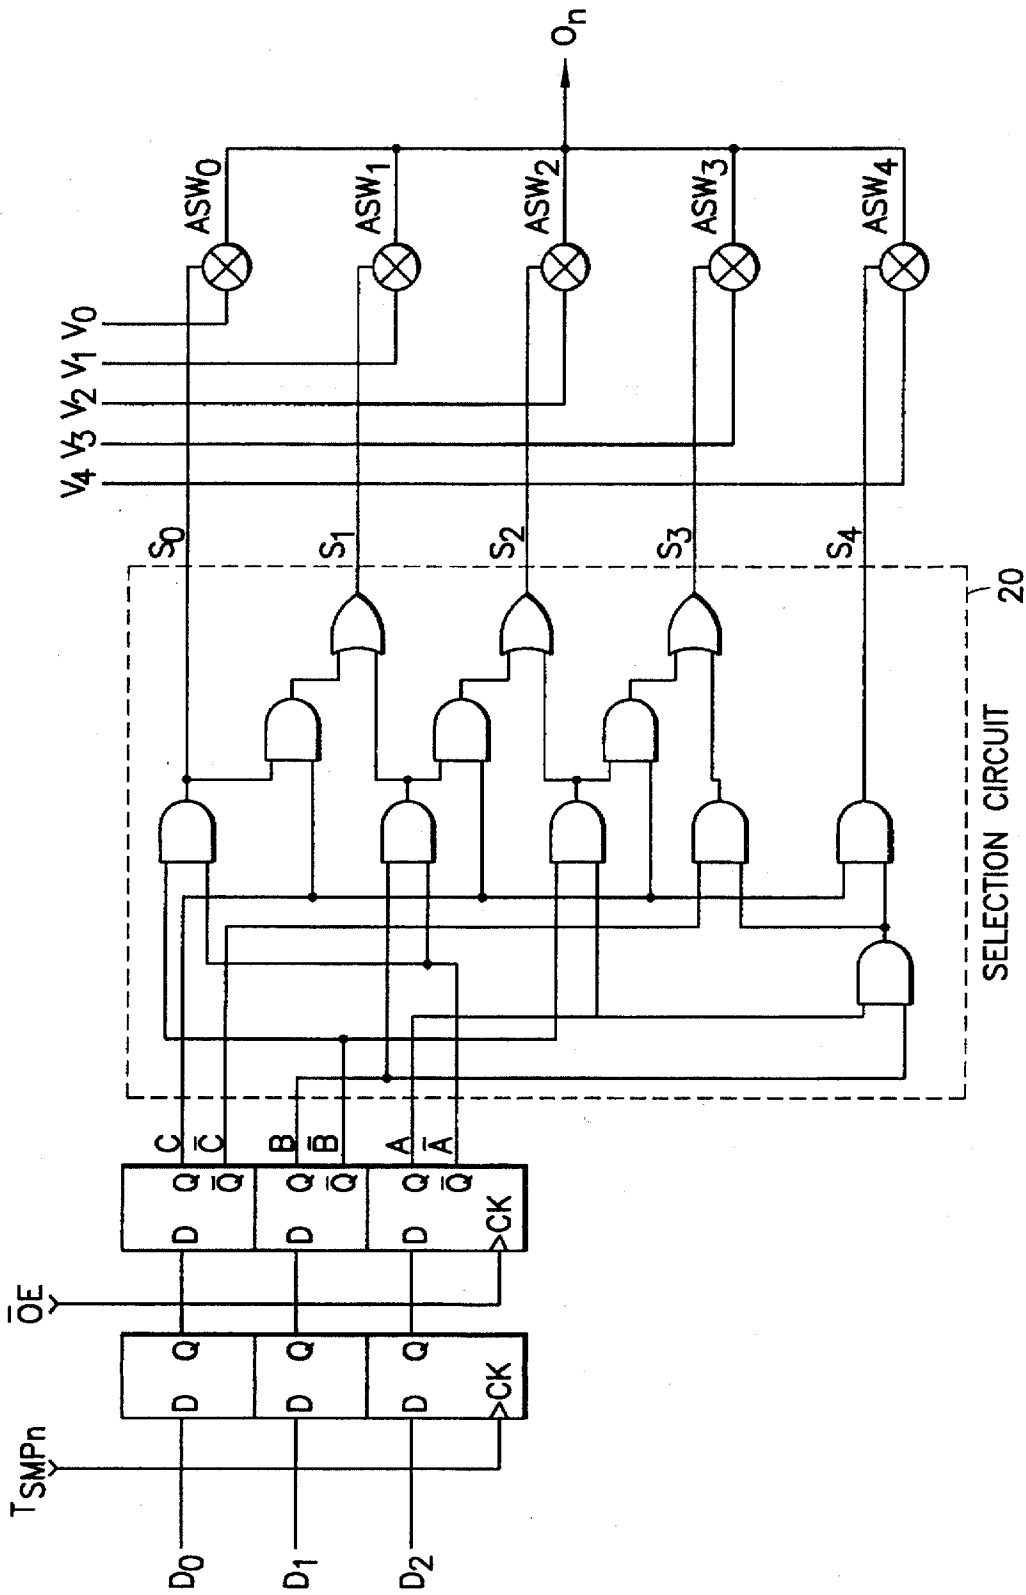 D0
D1
D2
TSMPn
O̅E̅
D
Q
D
Q
D
Q
CK
D
Q
Q̅
D
Q
Q̅
D
Q
Q̅
CK
C
C̅
B
B̅
A
A̅
SELECTION CIRCUIT
20
S0
S1
S2
S3
S4
V4
V3
V2
V1
V0
ASW0
ASW1
ASW2
ASW3
ASW4
On